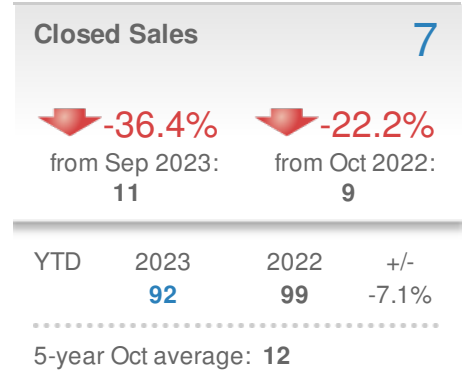 Closed Sales 7
-36.4% -22.2%
from Sep 2023: from Oct 2022:
11 9
YTD 2023 2022 +/-
92 99 -7.1%
5-year Oct average: 12